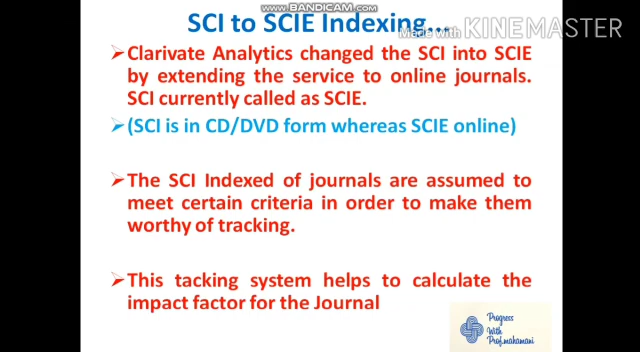 WWW.BANDICAM.COM
SCI to SCIE Indexing...
Made with KINEMASTER
Clarivate Analytics changed the SCI into SCIE
by extending the service to online journals.
SCI currently called as SCIE.
(SCI is in CD/DVD form whereas SCIE online)
The SCI Indexed of journals are assumed to
meet certain criteria in order to make them
worthy of tracking.
This tacking system helps to calculate the
impact factor for the Journal
Progress
With
Prof.mahamani